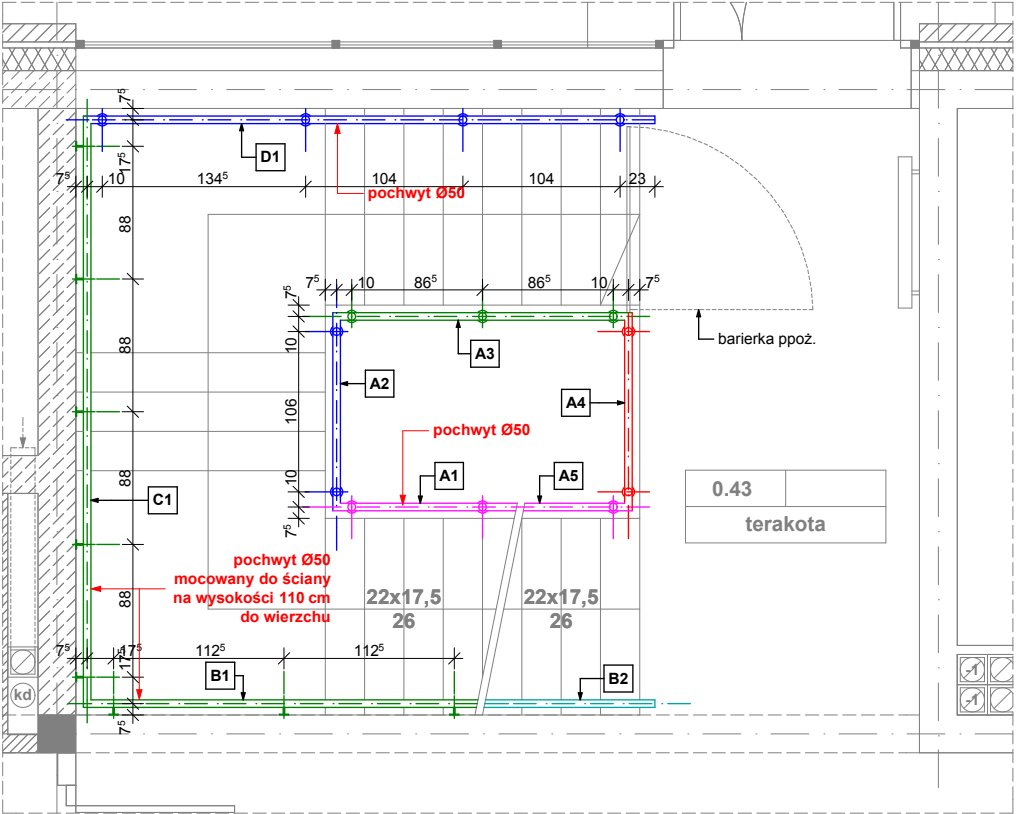 7⁵
17⁵
D1
7⁵
10
134⁵
104
104
23
pochwyt Ø50
88
7⁵
7⁵
10
86⁵
86⁵
10
7⁵
barierka ppoż.
10
A3
88
A2
A4
106
pochwyt Ø50
A1
A5
10
88
C1
0.43
terakota
7⁵
pochwyt Ø50
mocowany do ściany
na wysokości 110 cm
do wierzchu
88
22x17,5
26
22x17,5
26
7⁵
17⁵
112⁵
112⁵
17⁵
B1
B2
kd
-1
-1
7⁵